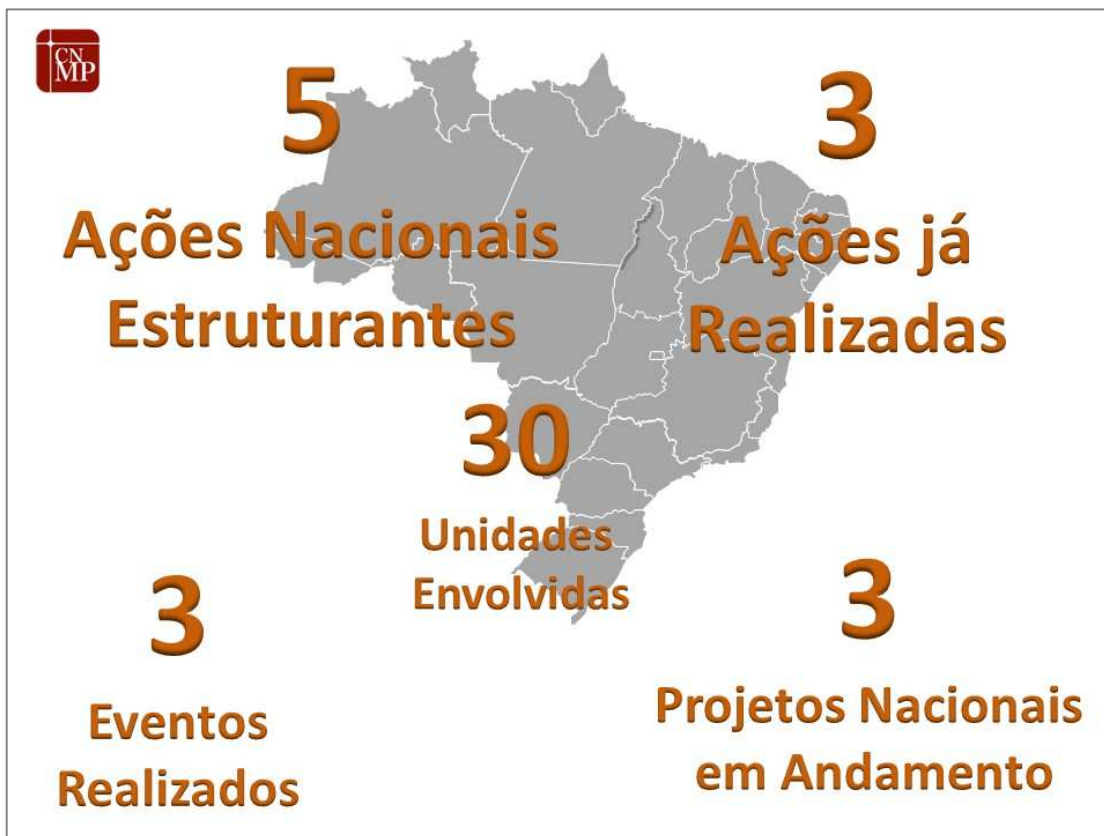 CN
MP
5
Ações Nacionais
Estruturantes
3
Ações já
Realizadas
30
Unidades
Envolvidas
3
Eventos
Realizados
3
Projetos Nacionais
em Andamento